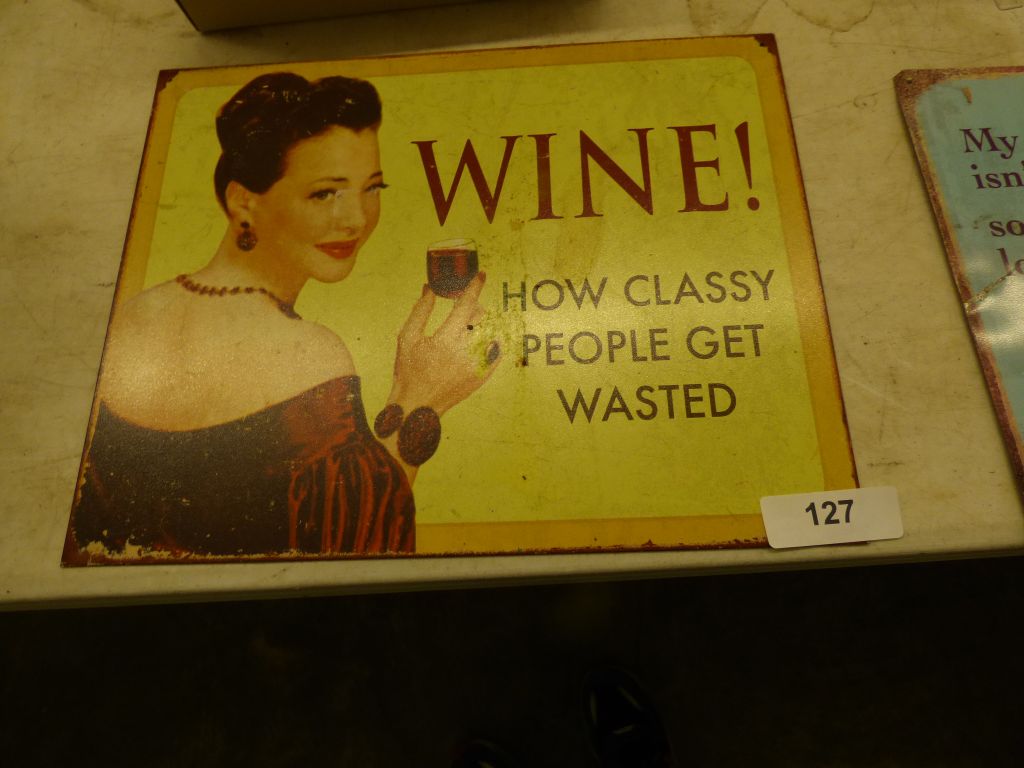 WINE!
HOW CLASSY
PEOPLE GET
WASTED
127
My
isn'
so